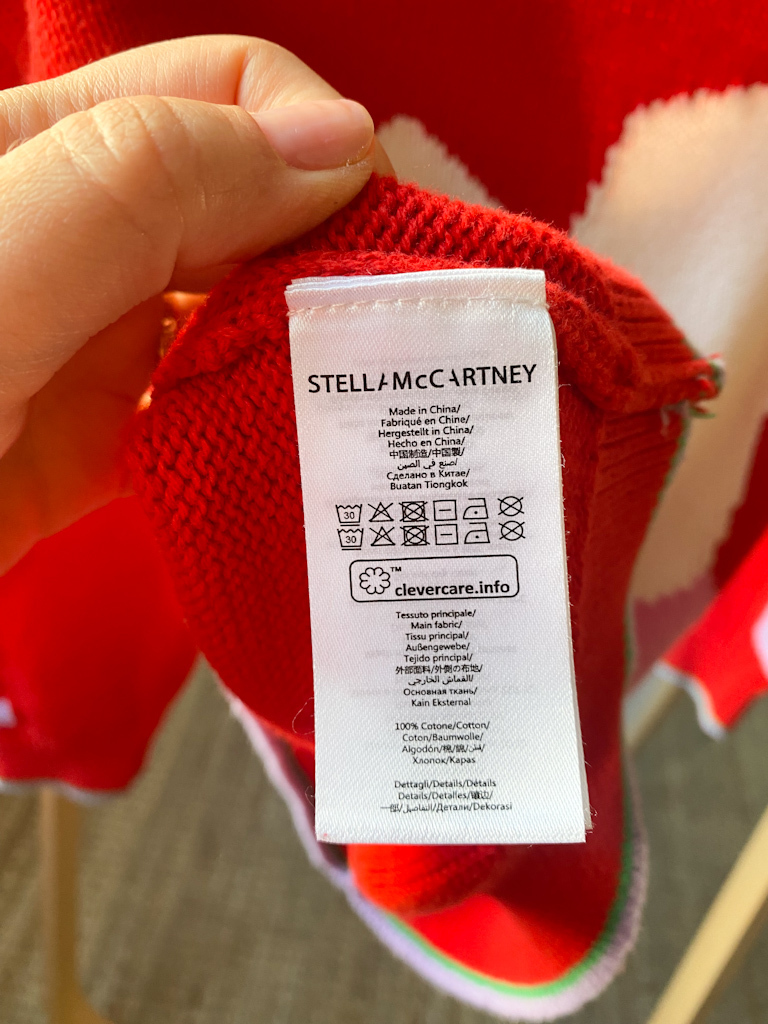 STELLA McCARTNEY
Made in China/
Fabriqué en Chine/
Hergestellt in China/
Hecho en China/
中国制造/中国製/
صنع في الصين/
Сделано в Китае/
Buatan Tiongkok
30
30
TM
clevercare.info
Tessuto principale/
Main fabric/
Tissu principal/
Außengewebe/
Tejido principal/
外部面料/外側の布地/
القماش الخارجي/
Основная ткань/
Kain Eksternal
100% Cotone/Cotton/
Coton/Baumwolle/
Algodón/棉/綿/قطن/
Хлопок/Kapas
Dettagli/Details/Détails
Details/Detalles/镶边/
一部/التفاصيل/Детали/Dekorasi